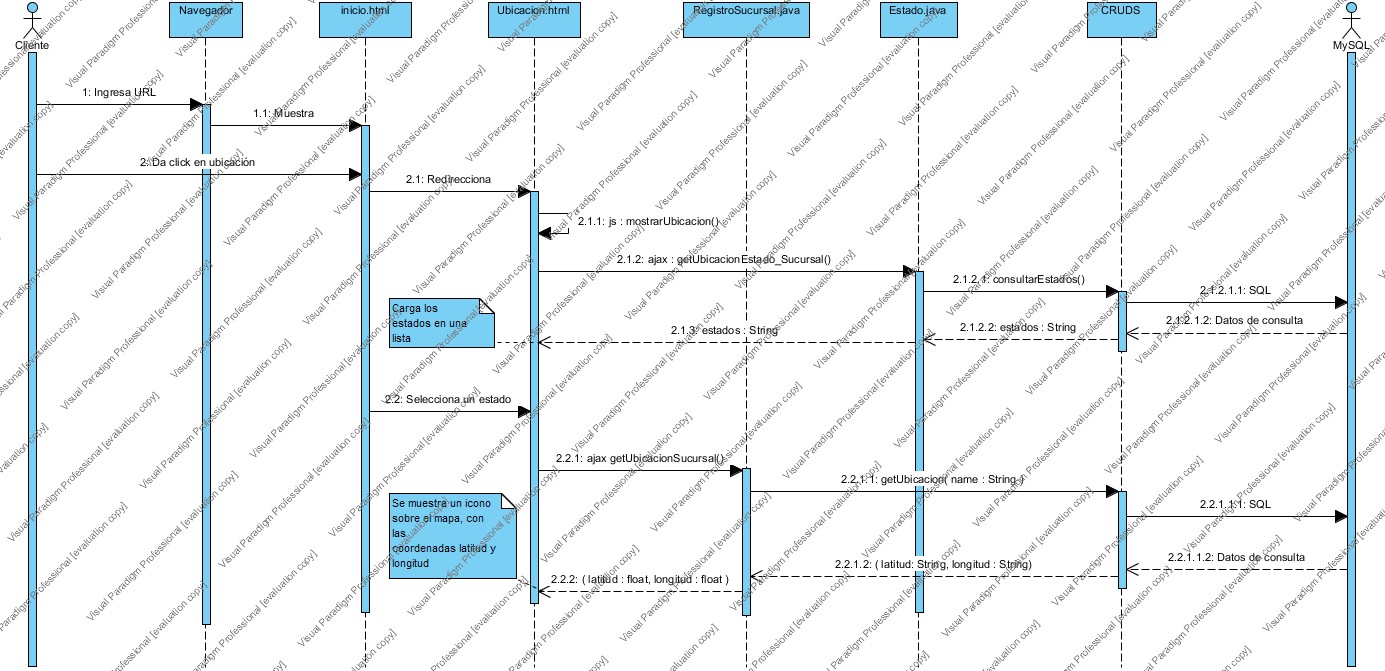 Cliente
Navegador
inicio.html
Ubicacion.html
RegistroSucursal.java
Estado.java
CRUDS
MySQL
1: Ingresa URL
1.1: Muestra
2: Da click en ubicación
2.1: Redirecciona
2.1.1: js : mostrarUbicacion()
2.1.2: ajax : getUbicacionEstado_Sucursal()
2.1.2.1: consultarEstados()
2.1.2.1.1: SQL
2.1.2.1.2: Datos de consulta
2.1.2.2: estados : String
2.1.3: estados : String
Carga los
estados en una
lista
2.2: Selecciona un estado
2.2.1: ajax getUbicacionSucursal()
2.2.1.1: getUbicacion( name : String )
2.2.1.1.1: SQL
2.2.1.1.2: Datos de consulta
2.2.1.2: ( latitud: String, longitud : String)
2.2.2: ( latitud : float, longitud : float )
Se muestra un icono
sobre el mapa, con
las
coordenadas latitud y
longitud
Visual Paradigm Professional [evaluation copy]